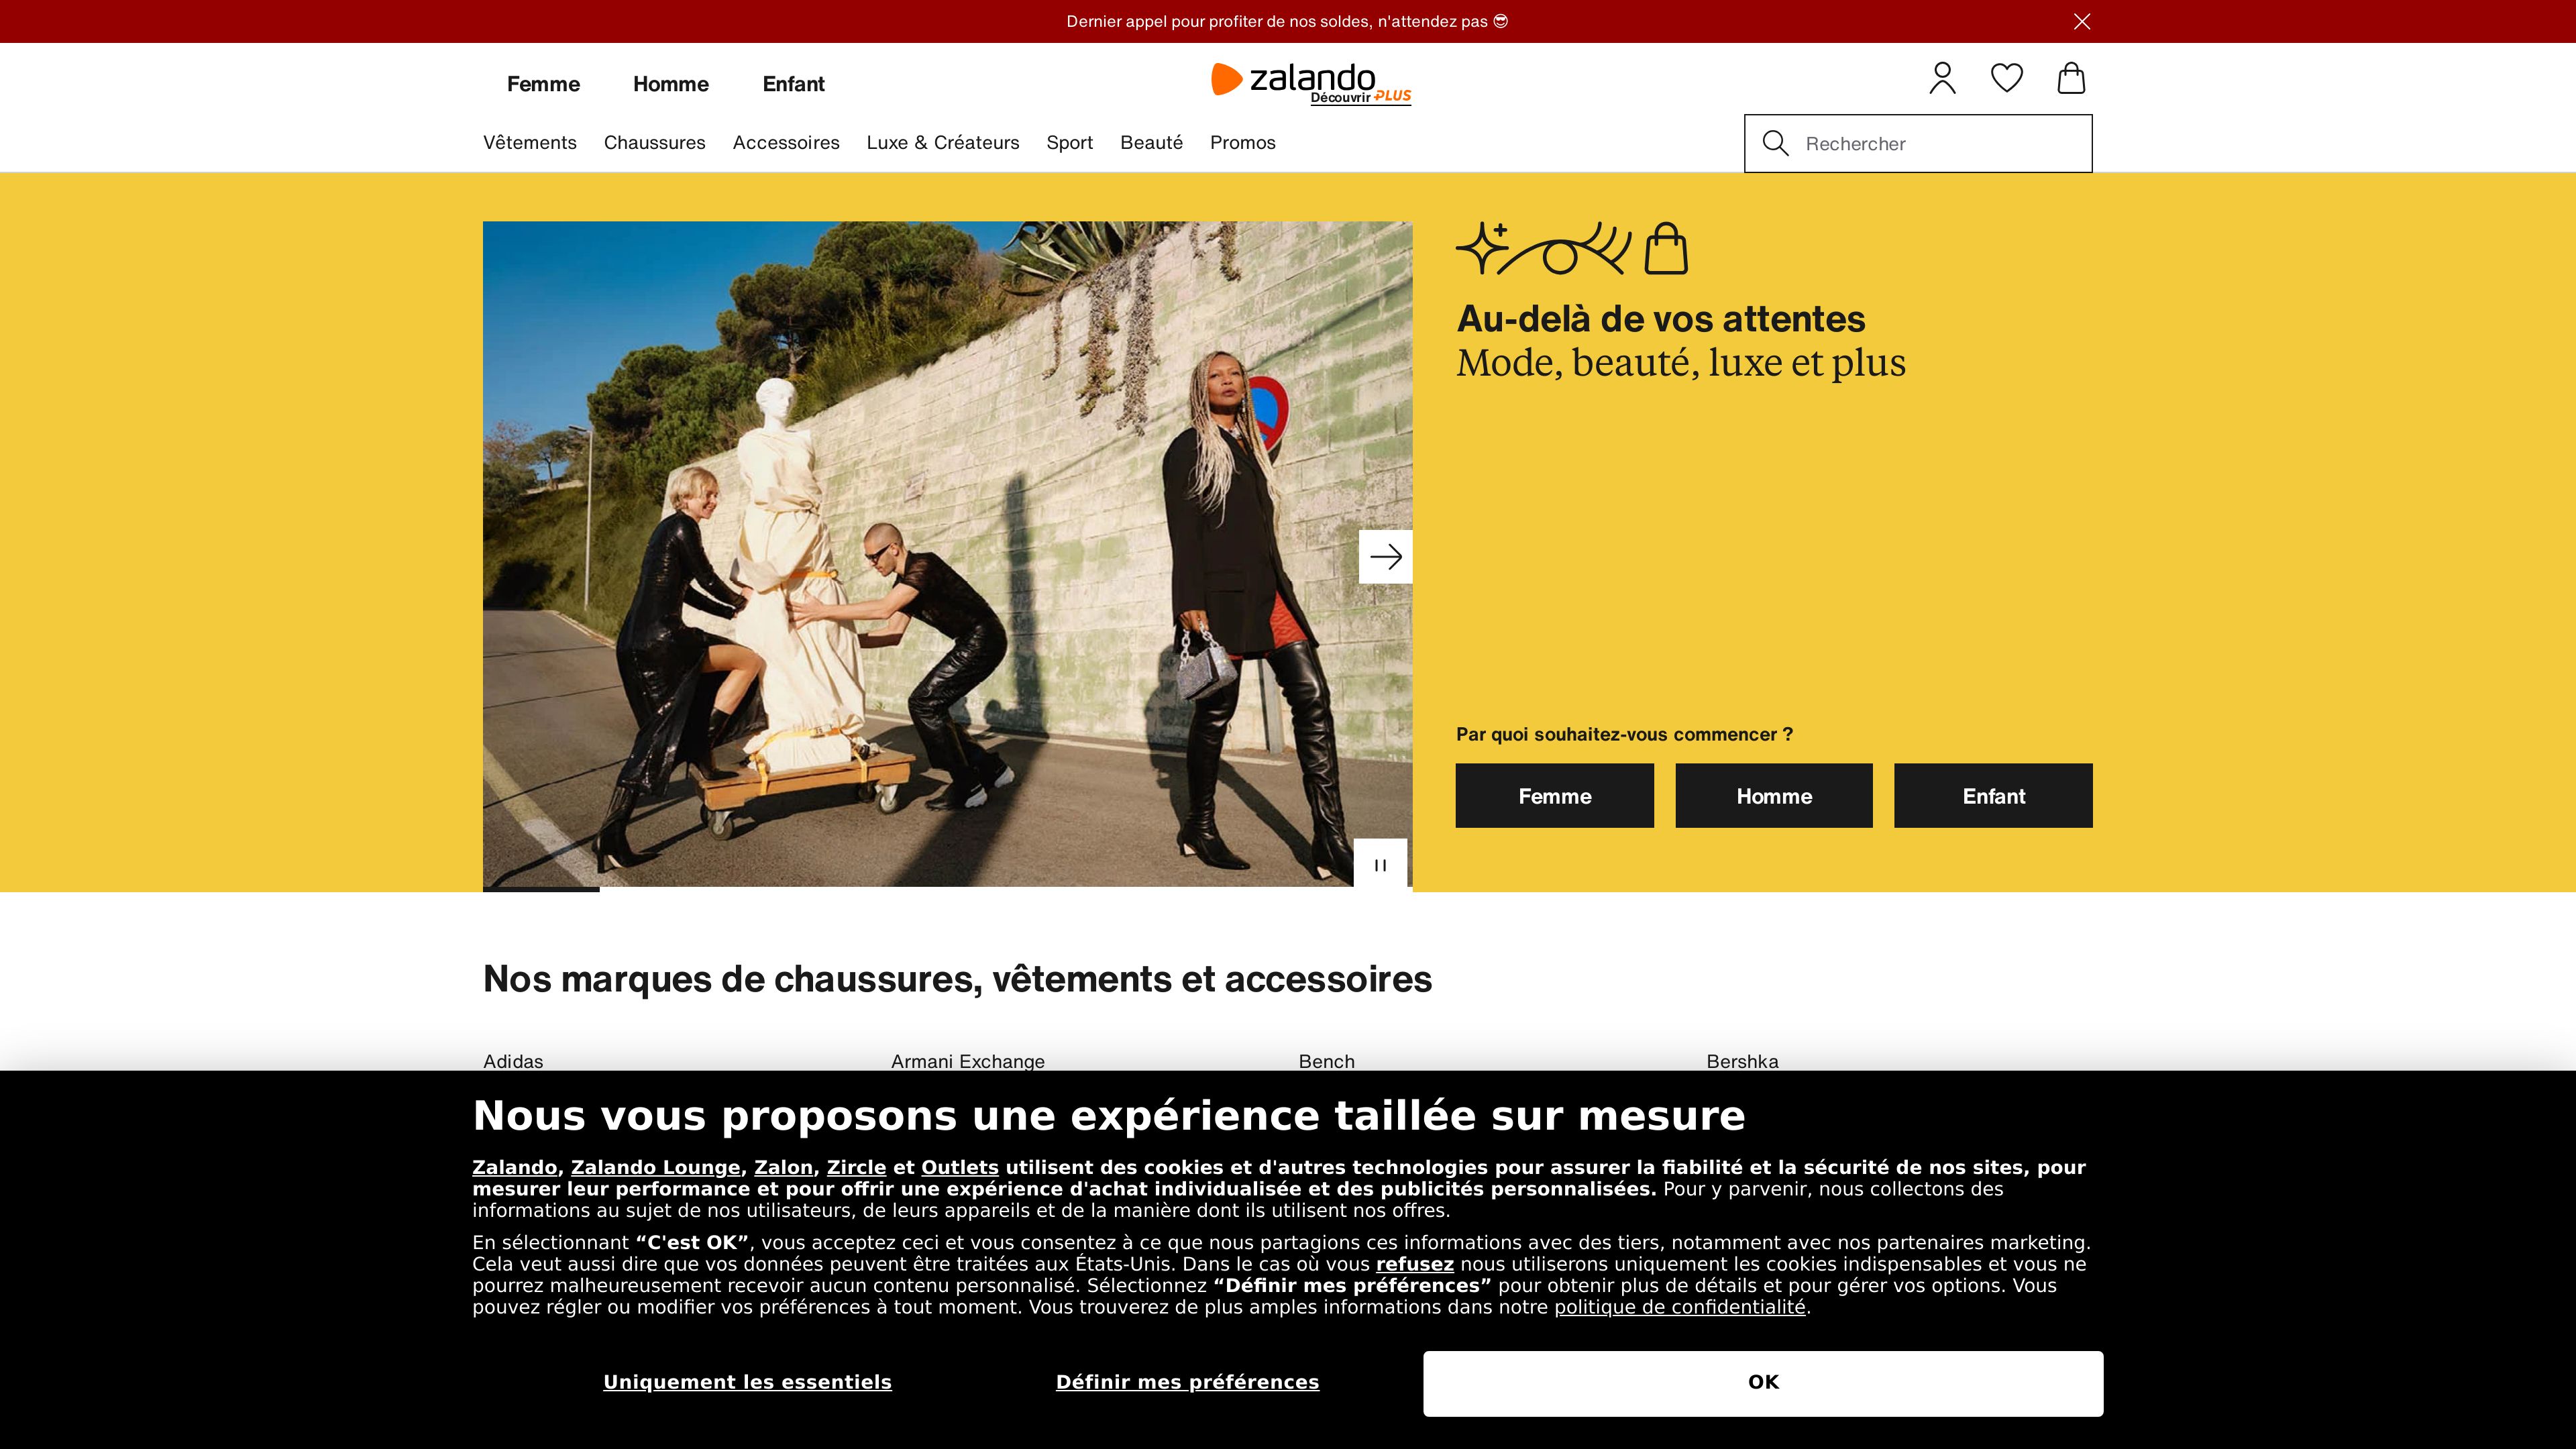 Dernier appel pour profiter de nos soldes, n'attendez pas 😎
Femme
Homme
Enfant
zalando
Découvrir PLUS
Vêtements
Chaussures
Accessoires
Luxe & Créateurs
Sport
Beauté
Promos
Rechercher
Au-delà de vos attentes
Mode, beauté, luxe et plus
Par quoi souhaitez-vous commencer ?
Femme
Homme
Enfant
Nos marques de chaussures, vêtements et accessoires
Adidas
Armani Exchange
Bench
Bershka
Nous vous proposons une expérience taillée sur mesure
Zalando, Zalando Lounge, Zalon, Zircle et Outlets utilisent des cookies et d'autres technologies pour assurer la fiabilité et la sécurité de nos sites, pour
mesurer leur performance et pour offrir une expérience d'achat individualisée et des publicités personnalisées. Pour y parvenir, nous collectons des
informations au sujet de nos utilisateurs, de leurs appareils et de la manière dont ils utilisent nos offres.
En sélectionnant “C'est OK”, vous acceptez ceci et vous consentez à ce que nous partagions ces informations avec des tiers, notamment avec nos partenaires marketing.
Cela veut aussi dire que vos données peuvent être traitées aux États-Unis. Dans le cas où vous refusez nous utiliserons uniquement les cookies indispensables et vous ne
pourrez malheureusement recevoir aucun contenu personnalisé. Sélectionnez “Définir mes préférences” pour obtenir plus de détails et pour gérer vos options. Vous
pouvez régler ou modifier vos préférences à tout moment. Vous trouverez de plus amples informations dans notre politique de confidentialité.
Uniquement les essentiels
Définir mes préférences
OK